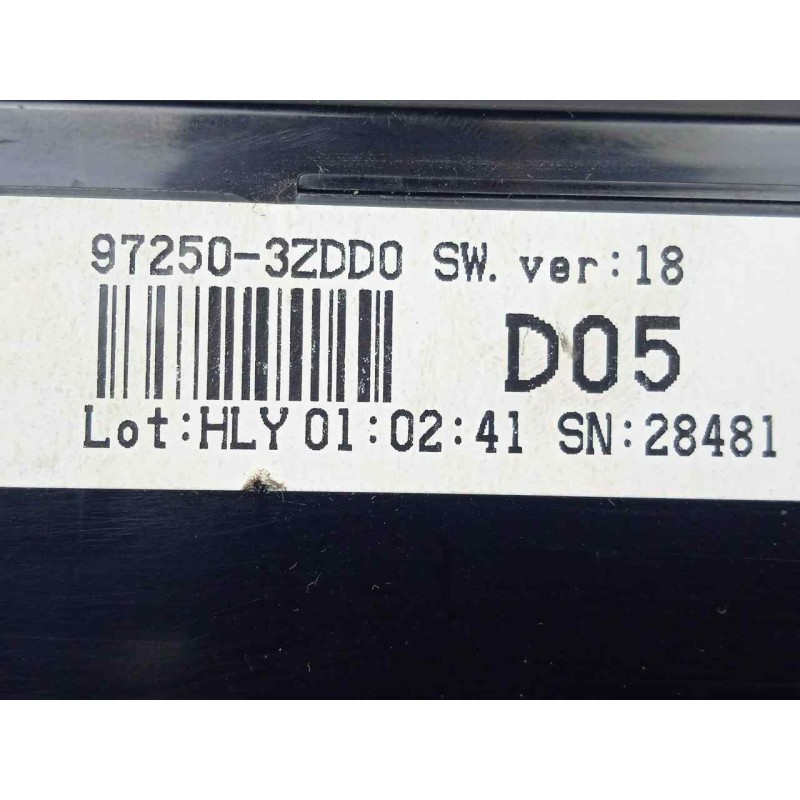 97250-3ZDD0 SW. ver:18
D05
Lot:HLY 01:02:41 SN:28481